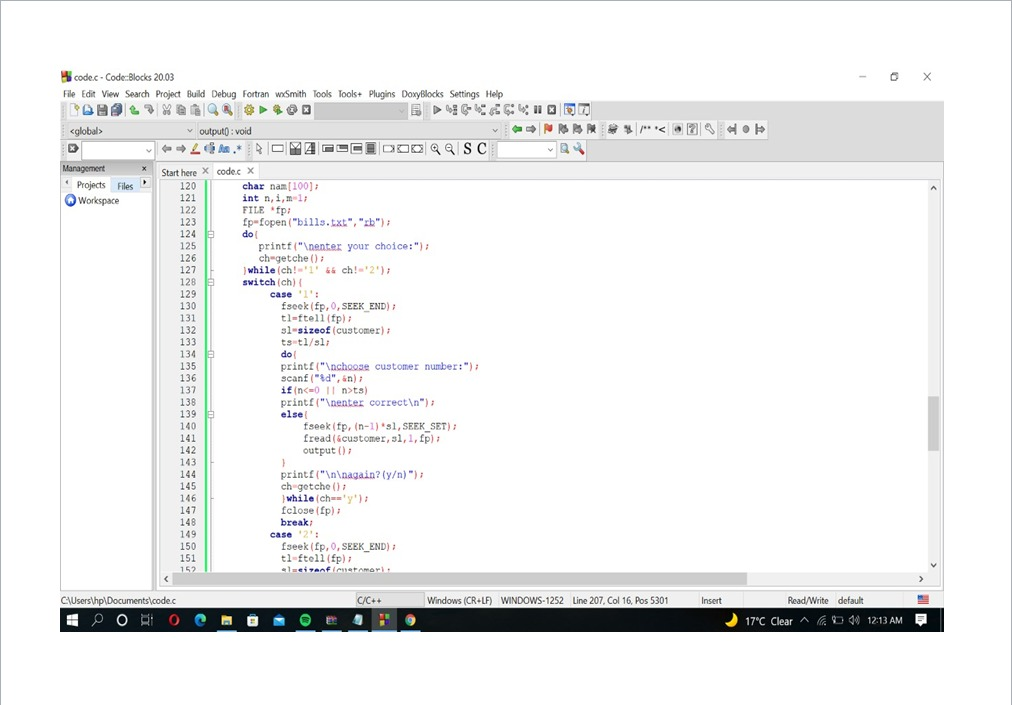 code.c - Code::Blocks 20.03
File Edit View Search Project Build Debug Fortran wxSmith Tools Tools+ Plugins DoxyBlocks Settings Help
<global> output() : void
/** *<
S C
Management
Projects Files
Workspace
Start here code.c
120 char nam[100];
121 int n,i,m=1;
122 FILE *fp;
123 fp=fopen("bills.txt","rb");
124 do{
125 printf("\nenter your choice:");
126 ch=getche();
127 }while(ch!='1' && ch!='2');
128 switch(ch){
129 case '1':
130 fseek(fp,0,SEEK_END);
131 tl=ftell(fp);
132 sl=sizeof(customer);
133 ts=tl/sl;
134 do{
135 printf("\nchoose customer number:");
136 scanf("%d",&n);
137 if(n<=0 || n>ts)
138 printf("\nenter correct\n");
139 else{
140 fseek(fp,(n-1)*sl,SEEK_SET);
141 fread(&customer,sl,1,fp);
142 output();
143 }
144 printf("\n\nagain?(y/n)");
145 ch=getche();
146 }while(ch=='y');
147 fclose(fp);
148 break;
149 case '2':
150 fseek(fp,0,SEEK_END);
151 tl=ftell(fp);
152 sl=sizeof(customer);
C:\Users\hp\Documents\code.c C/C++ Windows (CR+LF) WINDOWS-1252 Line 207, Col 16, Pos 5301 Insert Read/Write default
17°C Clear 12:13 AM